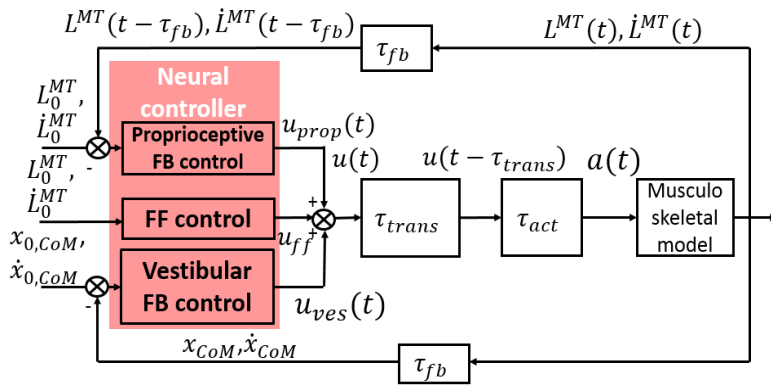 L^{MT}(t − τ_{fb}), L̇^{MT}(t − τ_{fb})
τ_{fb}
L^{MT}(t), L̇^{MT}(t)
Neural
controller
L_0^{MT},
L̇_0^{MT}
-
Proprioceptive
FB control
u_{prop}(t)
u(t)
u(t − τ_{trans})
a(t)
L_0^{MT},
L̇_0^{MT}
FF control
u_{ff}
+
+
τ_{trans}
τ_{act}
Musculo
skeletal
model
x_{0,CoM},
ẋ_{0,CoM}
-
Vestibular
FB control
u_{ves}(t)
x_{CoM}, ẋ_{CoM}
τ_{fb}